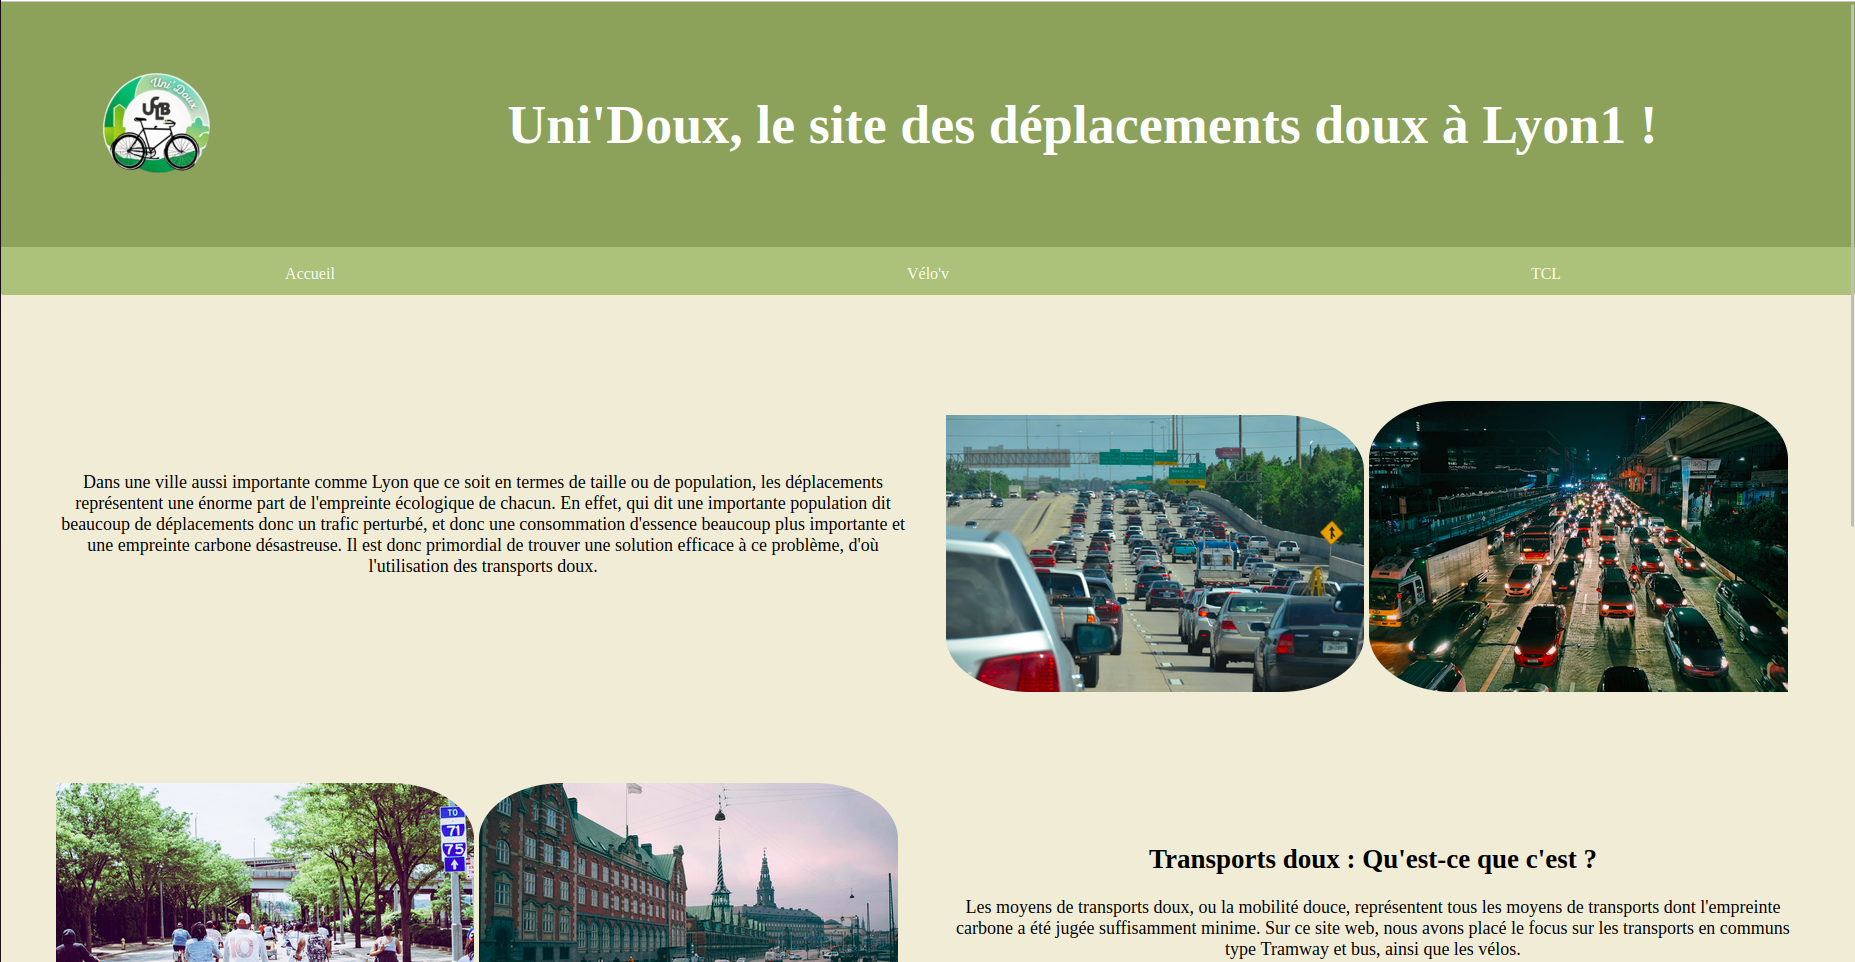 Uni'Doux
UCLB
Uni'Doux, le site des déplacements doux à Lyon1 !
Accueil
Vélo'v
TCL
Dans une ville aussi importante comme Lyon que ce soit en termes de taille ou de population, les déplacements
représentent une énorme part de l'empreinte écologique de chacun. En effet, qui dit une importante population dit
beaucoup de déplacements donc un trafic perturbé, et donc une consommation d'essence beaucoup plus importante et
une empreinte carbone désastreuse. Il est donc primordial de trouver une solution efficace à ce problème, d'où
l'utilisation des transports doux.
TO
71
75
10
Transports doux : Qu'est-ce que c'est ?
Les moyens de transports doux, ou la mobilité douce, représentent tous les moyens de transports dont l'empreinte
carbone a été jugée suffisamment minime. Sur ce site web, nous avons placé le focus sur les transports en communs
type Tramway et bus, ainsi que les vélos.